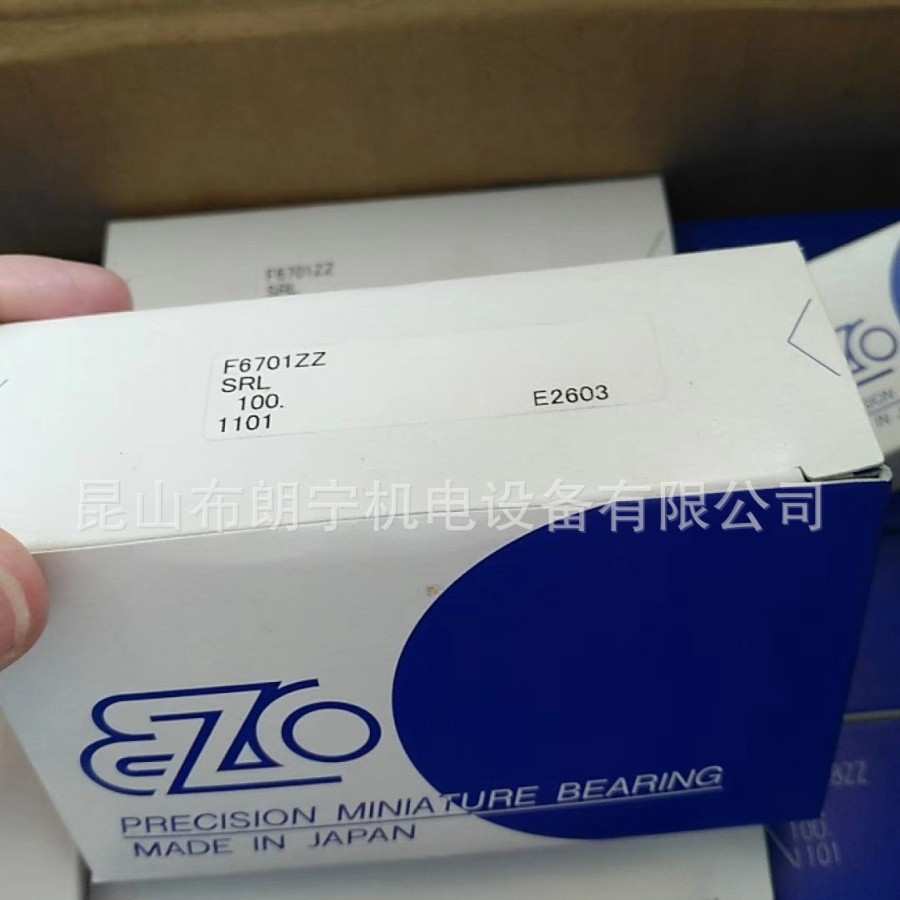 F6701ZZ
SRL
F6701ZZ
SRL
100.
1101
E2603
昆山布朗宁机电设备有限公司
EZO
PRECISION MINIATURE BEARING
MADE IN JAPAN
8ZZ
100.
1101